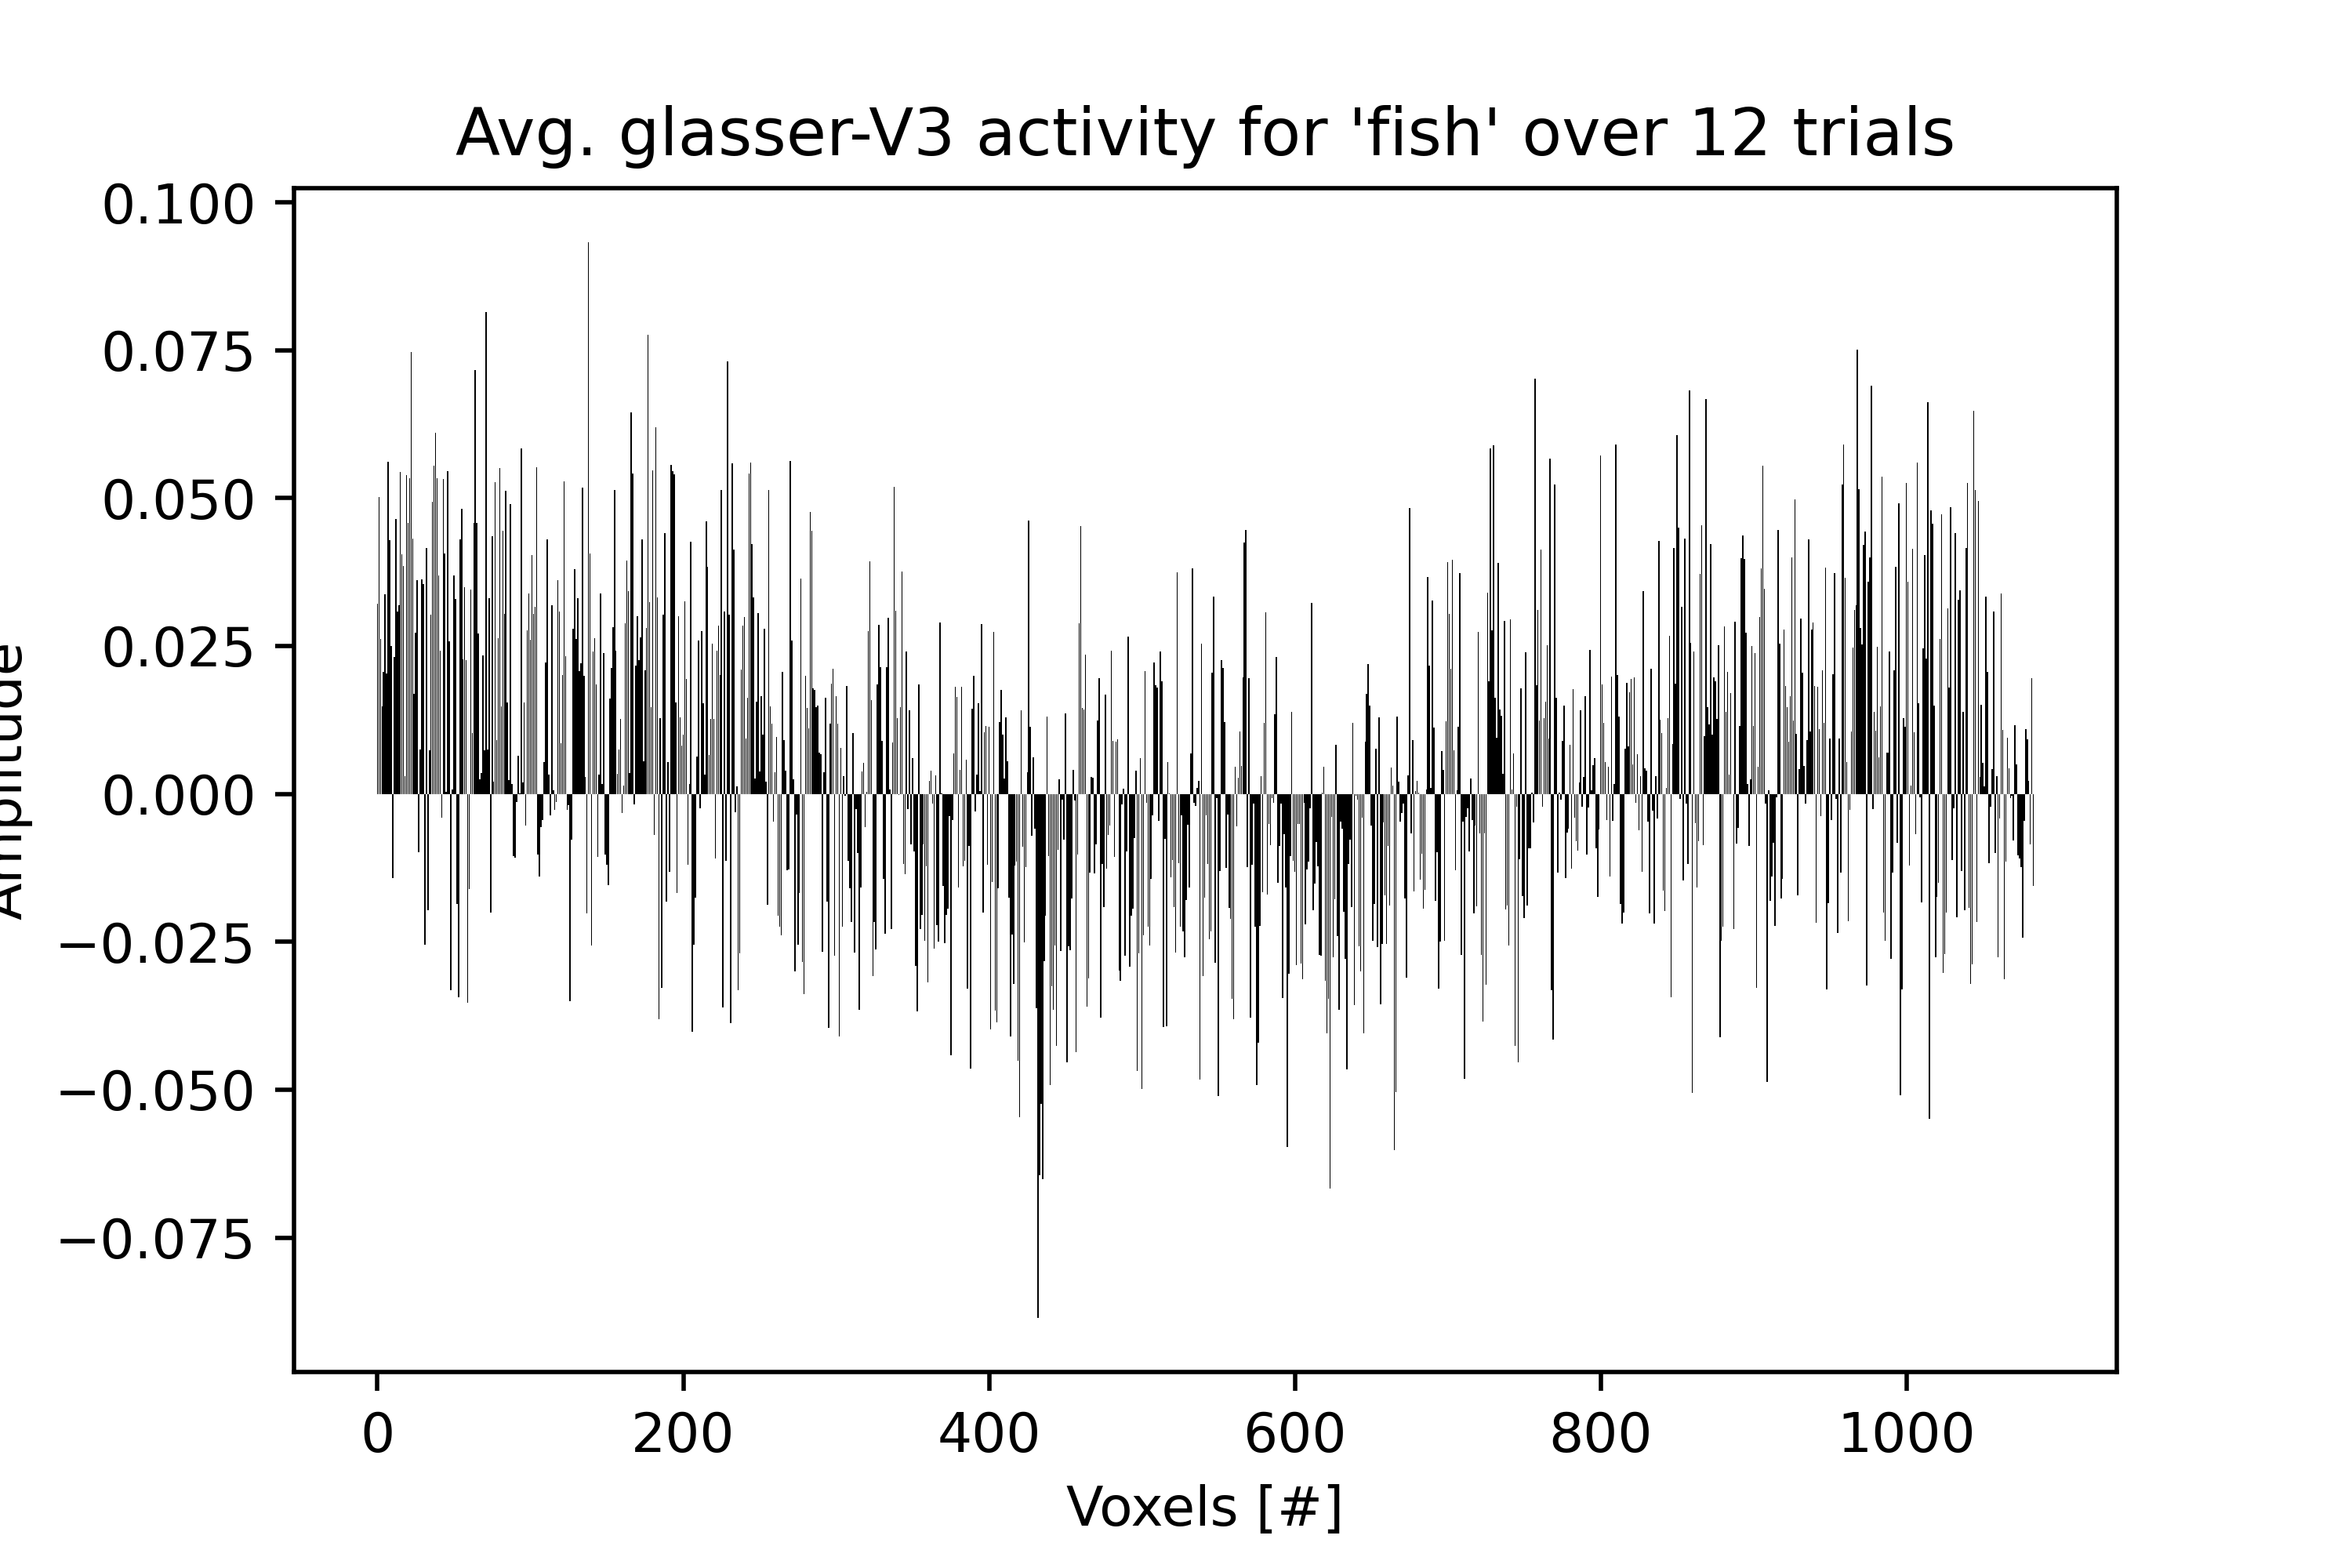 Avg. glasser-V3 activity for 'fish' over 12 trials
0.100
0.075
0.050
0.025
0.000
−0.025
−0.050
−0.075
Amplitude
0 200 400 600 800 1000
Voxels [#]